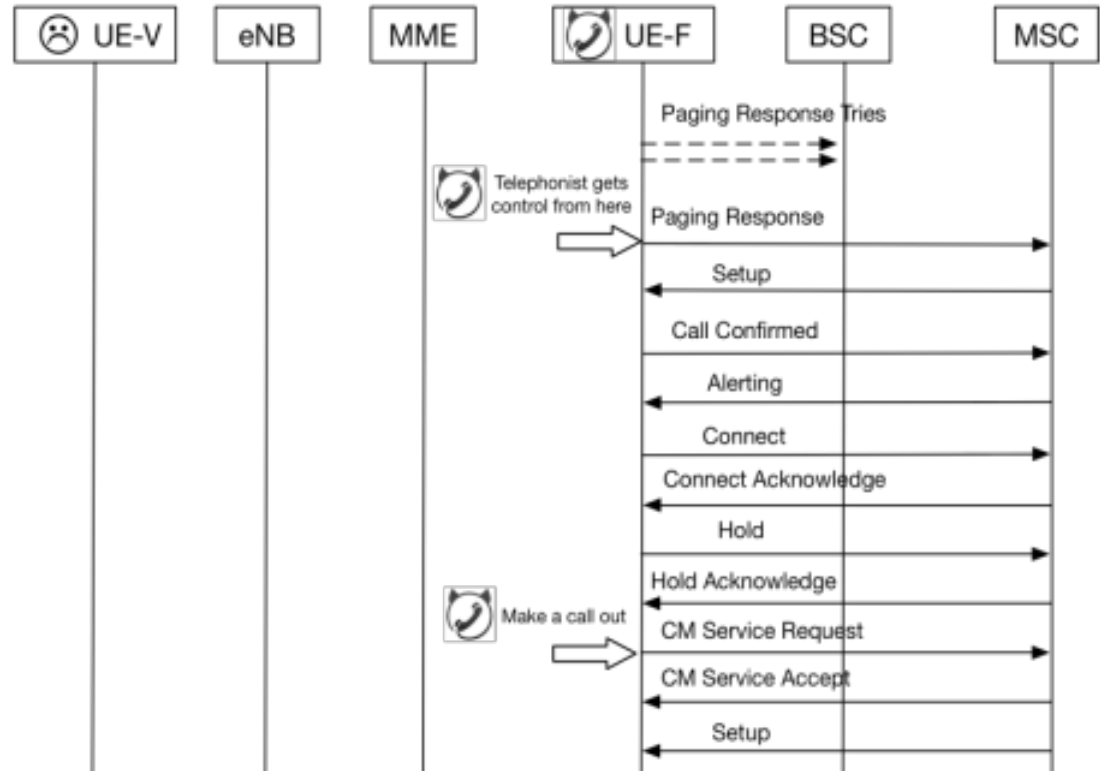 UE-V
eNB
MME
UE-F
BSC
MSC
Paging Response Tries
Telephonist gets
control from here
Paging Response
Setup
Call Confirmed
Alerting
Connect
Connect Acknowledge
Hold
Hold Acknowledge
Make a call out
CM Service Request
CM Service Accept
Setup